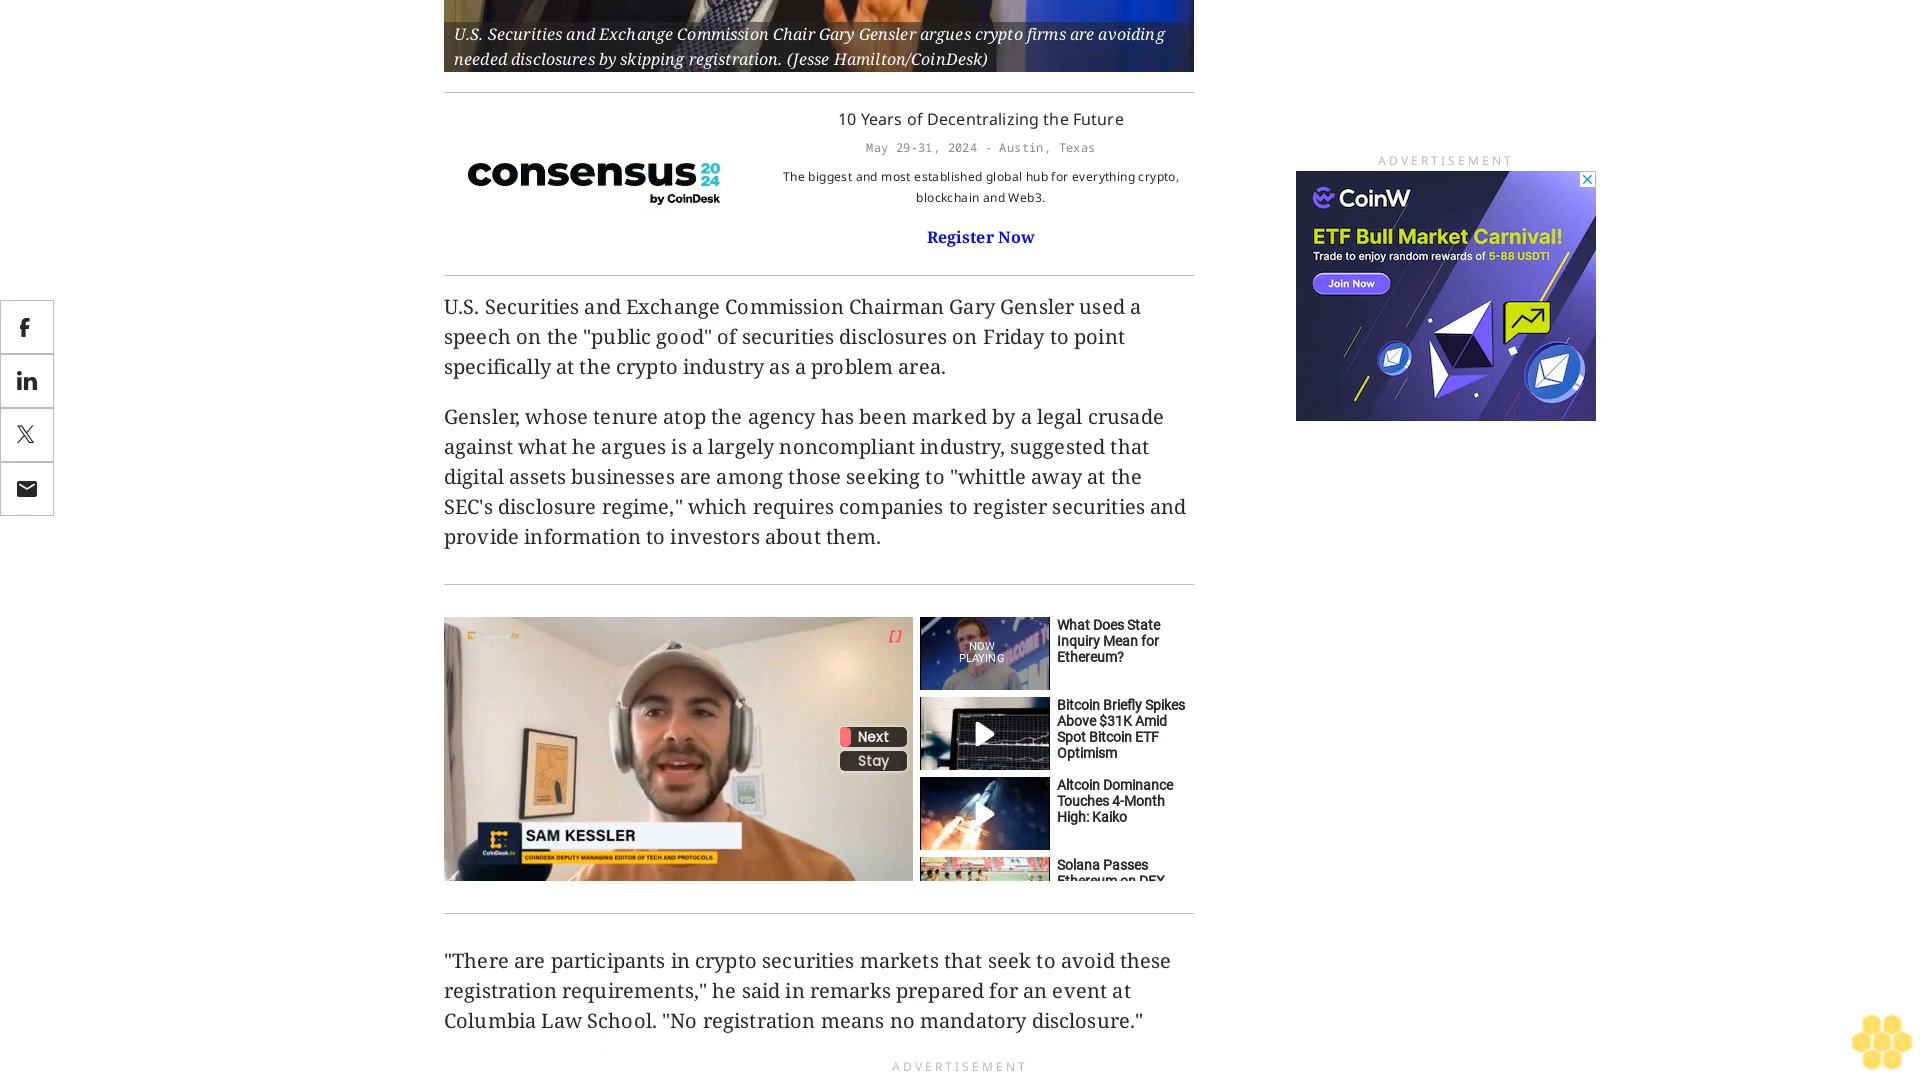 U.S. Securities and Exchange Commission Chair Gary Gensler argues crypto firms are avoiding
needed disclosures by skipping registration. (Jesse Hamilton/CoinDesk)
consensus 2024
by CoinDesk
10 Years of Decentralizing the Future
May 29-31, 2024 - Austin, Texas
The biggest and most established global hub for everything crypto,
blockchain and Web3.
Register Now
ADVERTISEMENT
CoinW
ETF Bull Market Carnival!
Trade to enjoy random rewards of 5-88 USDT!
Join Now
U.S. Securities and Exchange Commission Chairman Gary Gensler used a
speech on the "public good" of securities disclosures on Friday to point
specifically at the crypto industry as a problem area.
Gensler, whose tenure atop the agency has been marked by a legal crusade
against what he argues is a largely noncompliant industry, suggested that
digital assets businesses are among those seeking to "whittle away at the
SEC's disclosure regime," which requires companies to register securities and
provide information to investors about them.
Next
Stay
SAM KESSLER
COINDESK DEPUTY MANAGING EDITOR OF TECH AND PROTOCOLS
CoinDesk.tv
NOW
PLAYING
What Does State
Inquiry Mean for
Ethereum?
Bitcoin Briefly Spikes
Above $31K Amid
Spot Bitcoin ETF
Optimism
Altcoin Dominance
Touches 4-Month
High: Kaiko
Solana Passes
Ethereum on DEX
"There are participants in crypto securities markets that seek to avoid these
registration requirements," he said in remarks prepared for an event at
Columbia Law School. "No registration means no mandatory disclosure."
ADVERTISEMENT